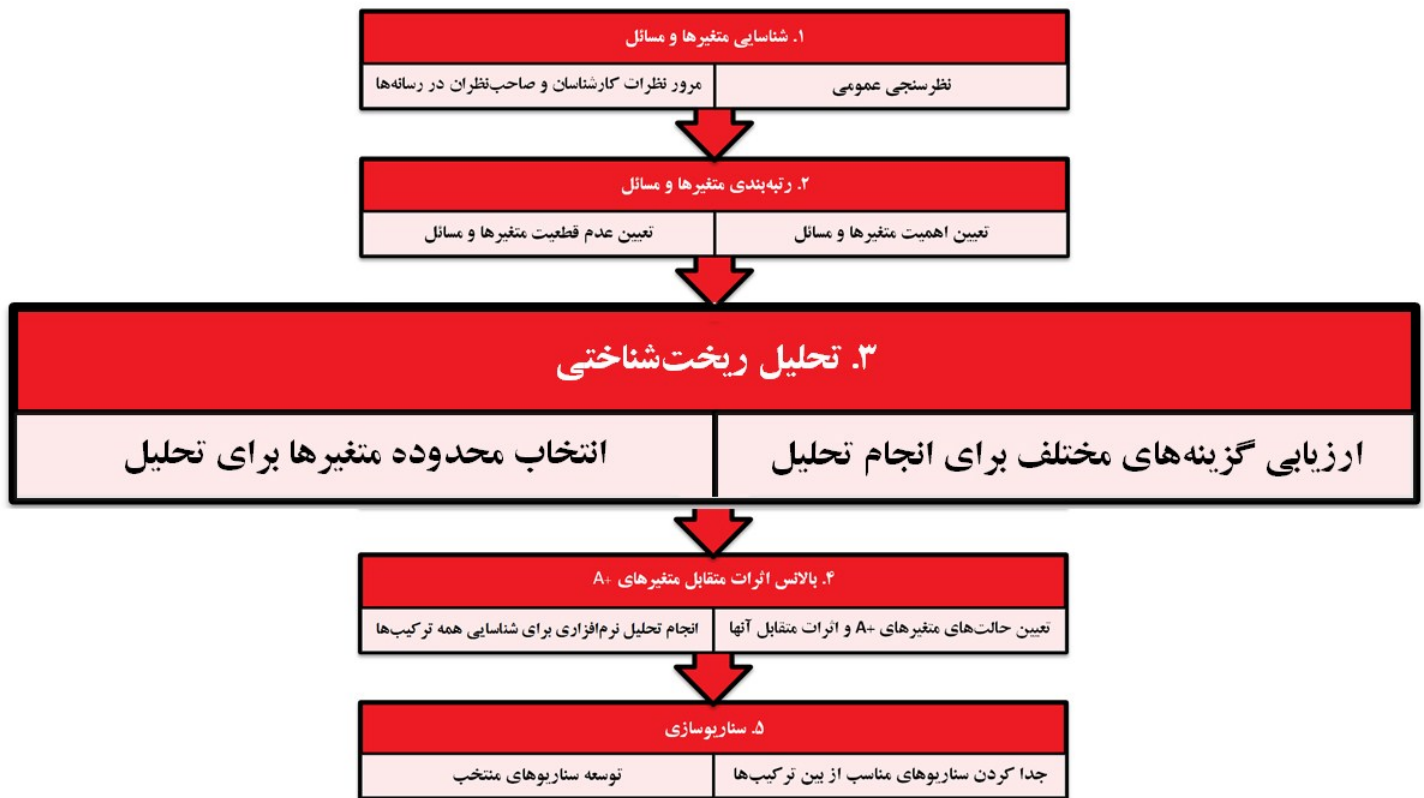 ۱. شناسایی متغیرها و مسائل
نظرسنجی عمومی
مرور نظرات کارشناسان و صاحب‌نظران در رسانه‌ها
۲. رتبه‌بندی متغیرها و مسائل
تعیین اهمیت متغیرها و مسائل
تعیین عدم قطعیت متغیرها و مسائل
۳. تحلیل ریخت‌شناختی
ارزیابی گزینه‌های مختلف برای انجام تحلیل
انتخاب محدوده متغیرها برای تحلیل
۴. بالانس اثرات متقابل متغیرهای +A
تعیین حالت‌های متغیرهای +A و اثرات متقابل آنها
انجام تحلیل نرم‌افزاری برای شناسایی همه ترکیب‌ها
۵. سناریوسازی
جدا کردن سناریوهای مناسب از بین ترکیب‌ها
توسعه سناریوهای منتخب